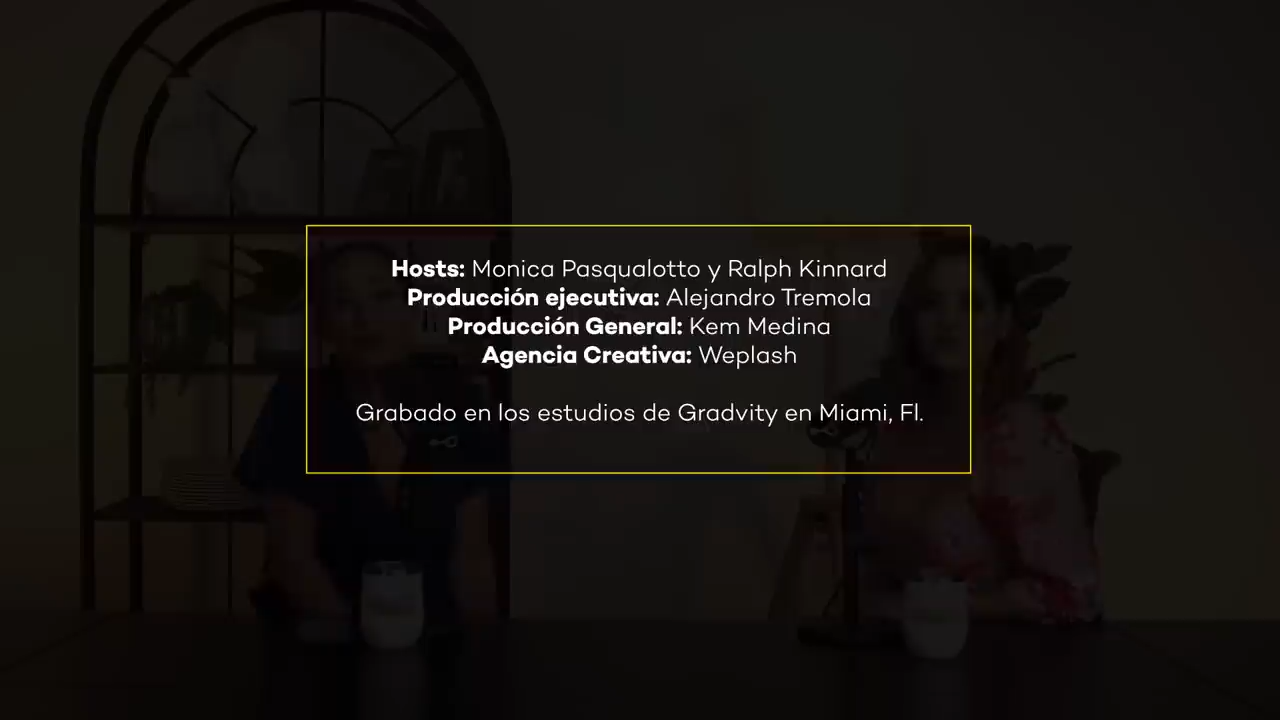 Hosts: Monica Pasqualotto y Ralph Kinnard
Producción ejecutiva: Alejandro Tremola
Producción General: Kem Medina
Agencia Creativa: Weplash
Grabado en los estudios de Gradvity en Miami, Fl.